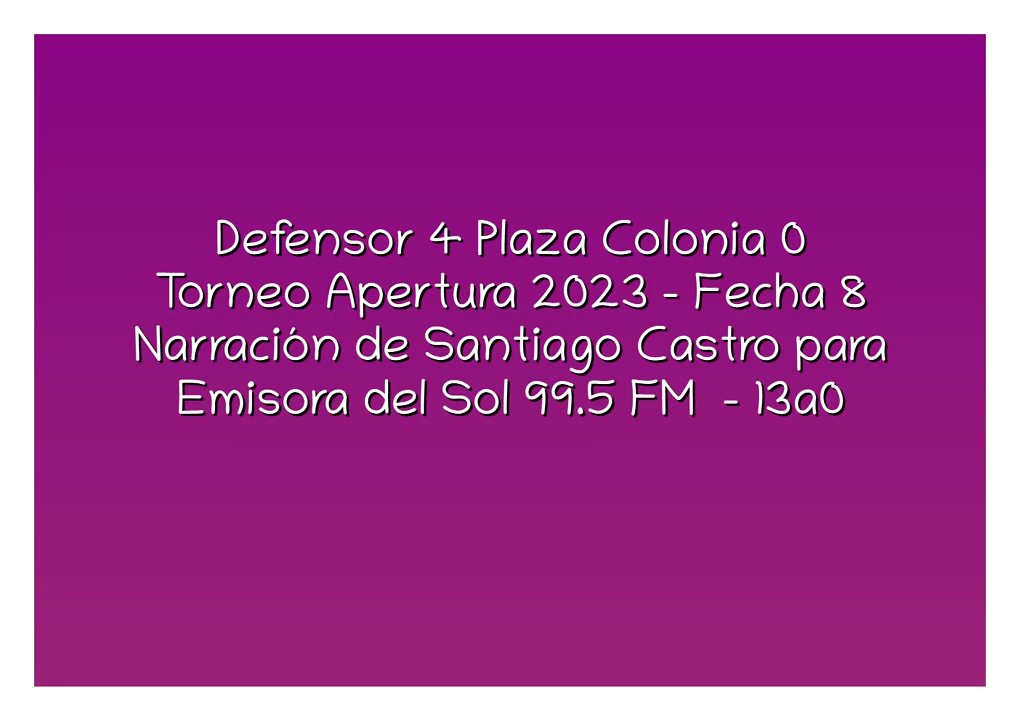 Defensor 4 Plaza Colonia 0
Torneo Apertura 2023 - Fecha 8
Narración de Santiago Castro para
Emisora del Sol 99.5 FM - 13a0